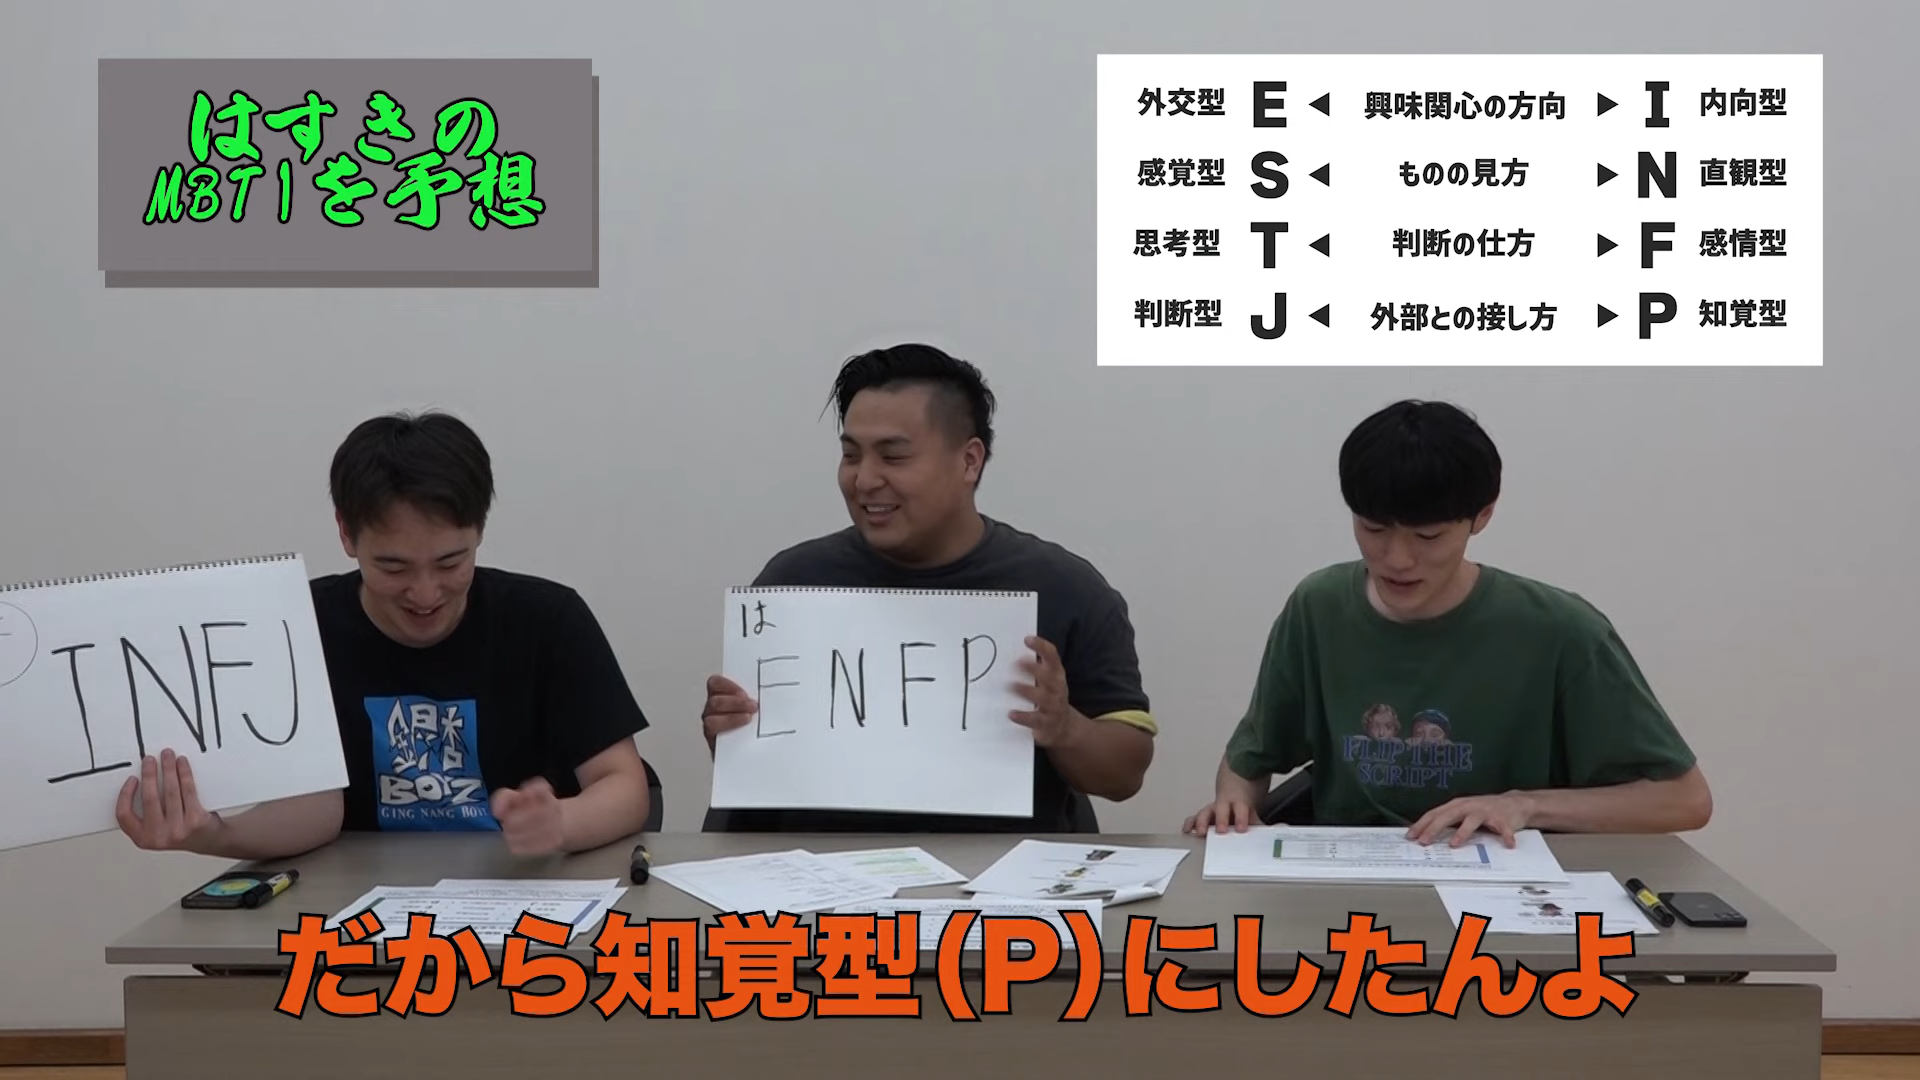 はすきの
MBTIを予想
外交型 E ◀ 興味関心の方向 ▶ I 内向型
感覚型 S ◀ ものの見方 ▶ N 直観型
思考型 T ◀ 判断の仕方 ▶ F 感情型
判断型 J ◀ 外部との接し方 ▶ P 知覚型
INFJ
は
ENFP
銀杏
BOYZ
GING NANG BOYZ
FLIP THE
SCRIPT
だから知覚型(P)にしたんよ